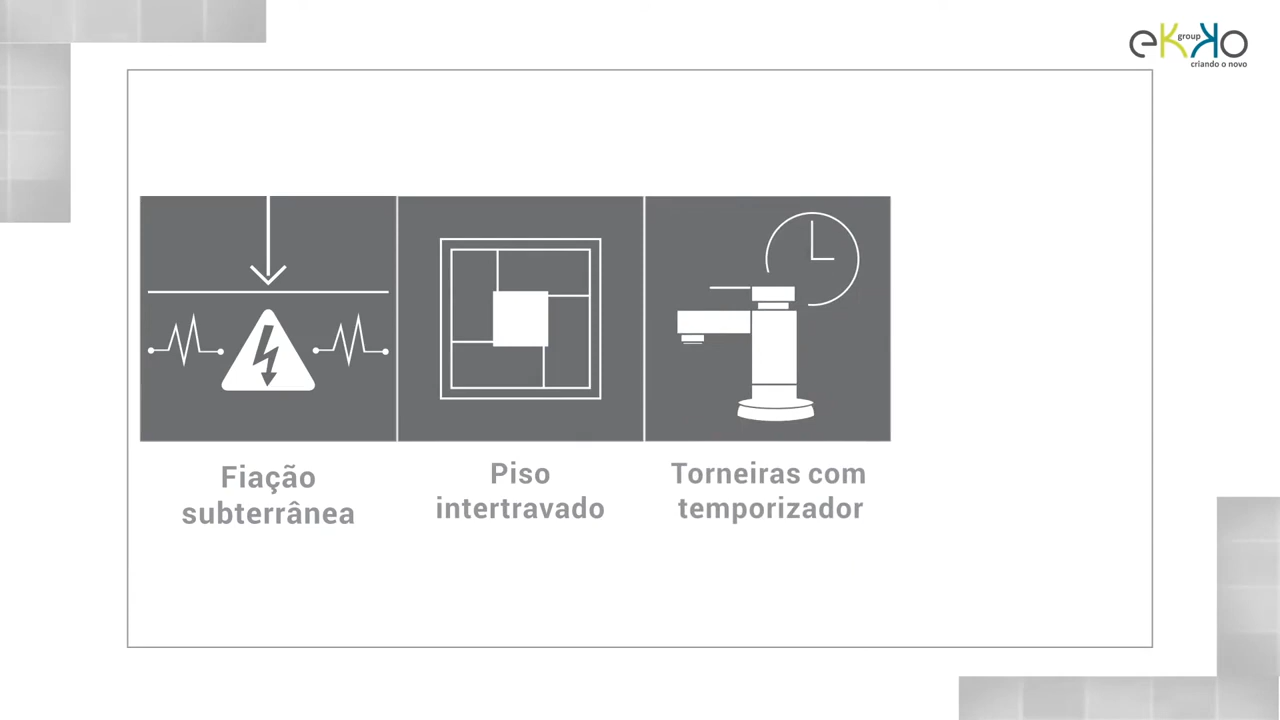 eKKo
group
criando o novo
Fiação
subterrânea
Piso
intertravado
Torneiras com
temporizador